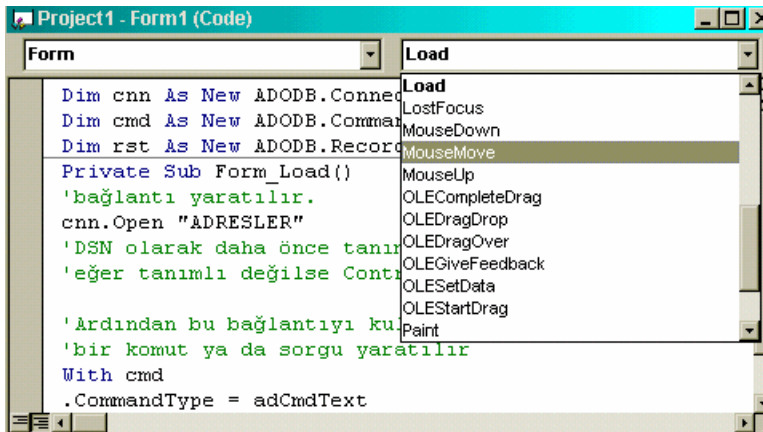 Project1 - Form1 (Code)
Form
Load
Dim cnn As New ADODB.Connec
Dim cmd As New ADODB.Comman
Dim rst As New ADODB.Record
Private Sub Form_Load()
'bağlantı yaratılır.
cnn.Open "ADRESLER"
'DSN olarak daha önce tanım
'eğer tanımlı değilse Contr
'Ardından bu bağlantıyı kul
'bir komut ya da sorgu yaratılır
With cmd
.CommandType = adCmdText
Load
LostFocus
MouseDown
MouseMove
MouseUp
OLECompleteDrag
OLEDragDrop
OLEDragOver
OLEGiveFeedback
OLESetData
OLEStartDrag
Paint